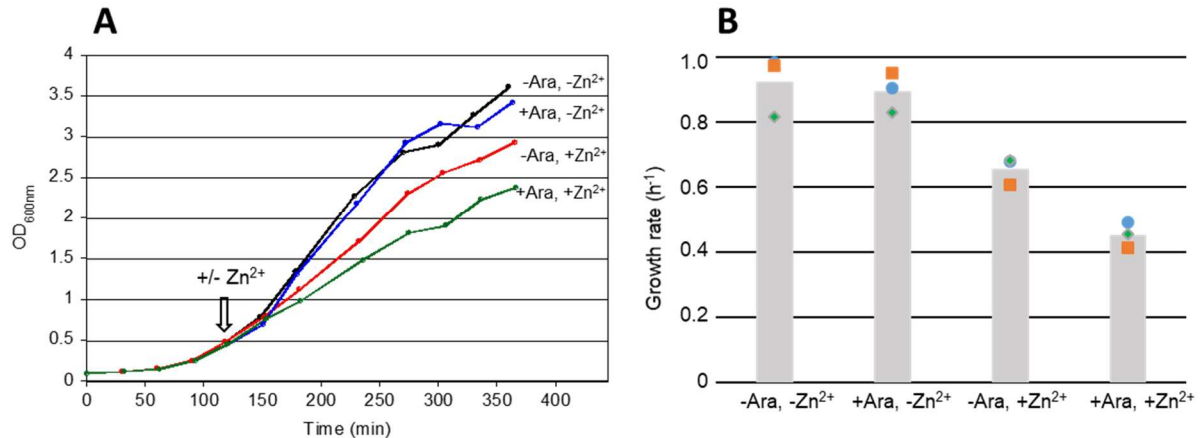 A
OD600nm
4
3.5
3
2.5
2
1.5
1
0.5
0
0 50 100 150 200 250 300 350 400
Time (min)
+/- Zn2+
-Ara, -Zn2+
+Ara, -Zn2+
-Ara, +Zn2+
+Ara, +Zn2+
B
Growth rate (h-1)
1.0
0.8
0.6
0.4
0.2
0
-Ara, -Zn2+ +Ara, -Zn2+ -Ara, +Zn2+ +Ara, +Zn2+